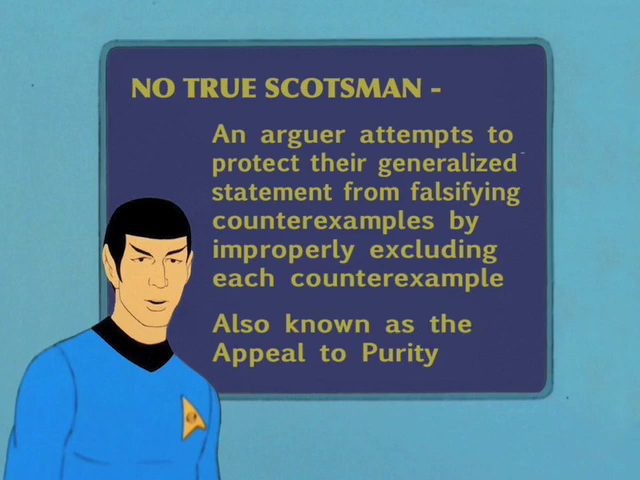 NO TRUE SCOTSMAN -
An arguer attempts to
protect their generalized
statement from falsifying
counterexamples by
improperly excluding
each counterexample
Also known as the
Appeal to Purity